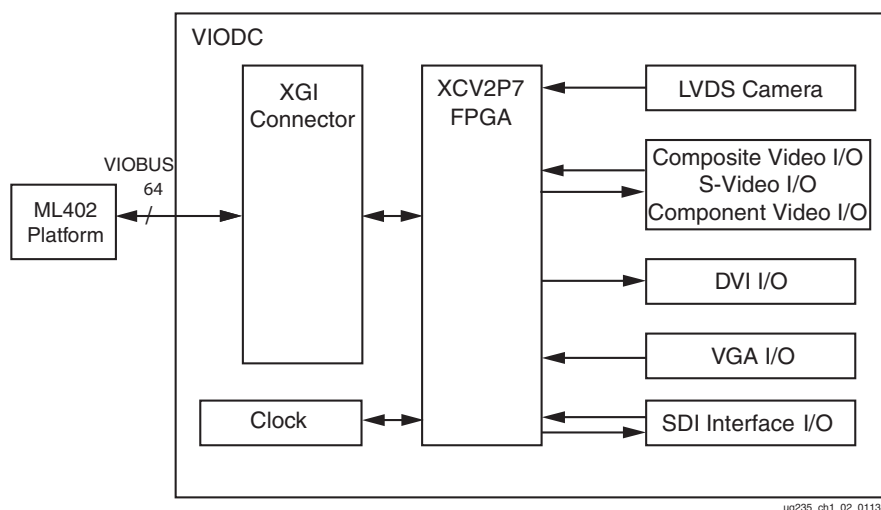 VIODC
XGI
Connector
XCV2P7
FPGA
LVDS Camera
Composite Video I/O
S-Video I/O
Component Video I/O
VIOBUS
64
ML402
Platform
DVI I/O
VGA I/O
Clock
SDI Interface I/O
ug235_ch1_02_0113